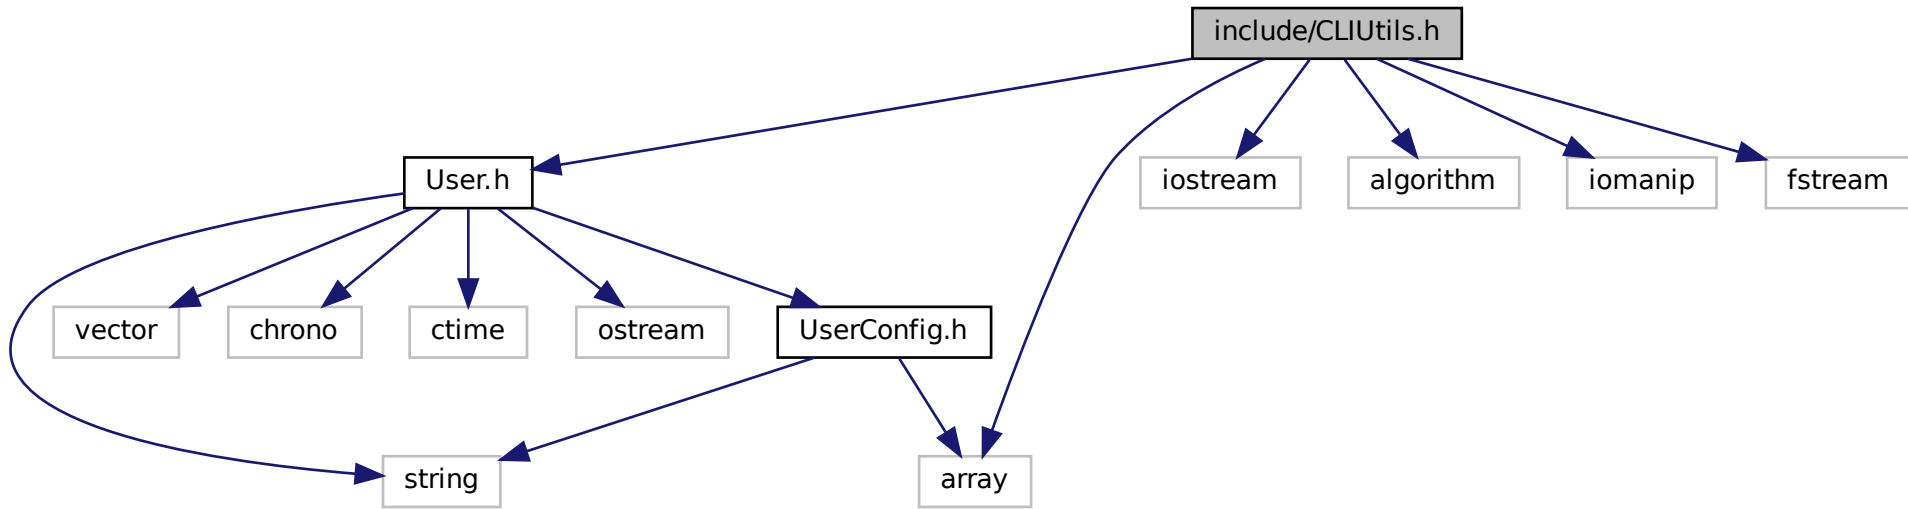 include/CLIUtils.h
User.h
iostream
algorithm
iomanip
fstream
vector
chrono
ctime
ostream
UserConfig.h
string
array